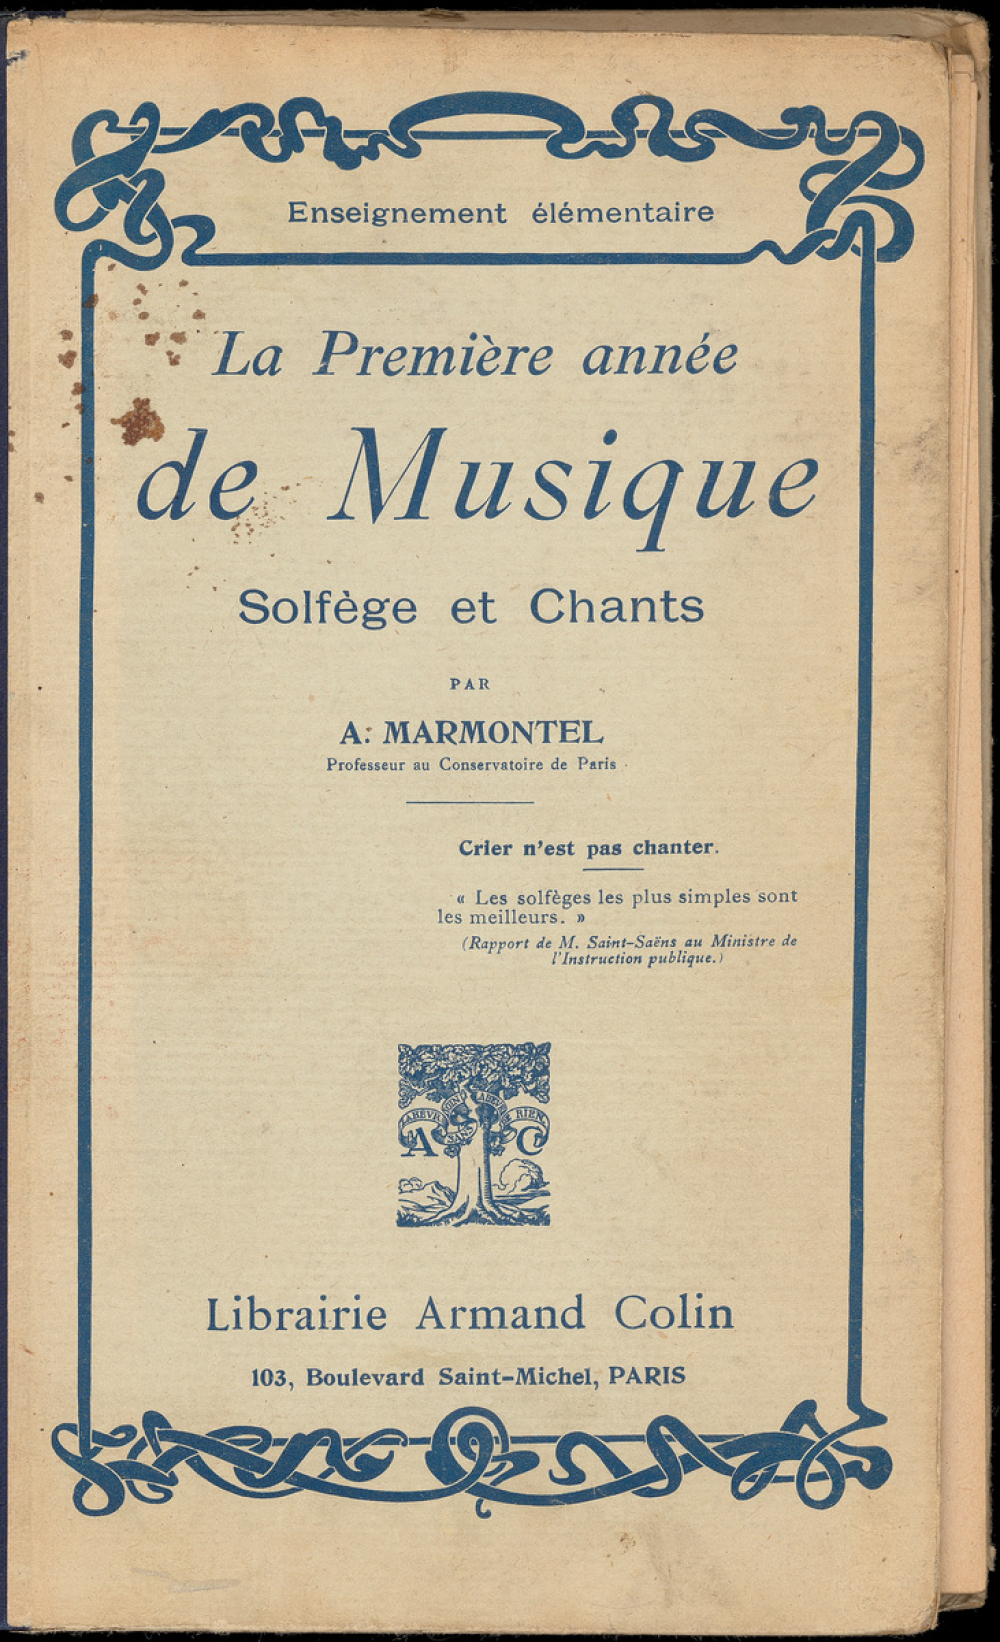 Enseignement élémentaire
La Première année
de Musique
Solfège et Chants
PAR
A. MARMONTEL
Professeur au Conservatoire de Paris
Crier n'est pas chanter.
« Les solfèges les plus simples sont
les meilleurs. »
(Rapport de M. Saint-Saëns au Ministre de
l'Instruction publique.)
SANS
RIEN
A C
Librairie Armand Colin
103, Boulevard Saint-Michel, PARIS